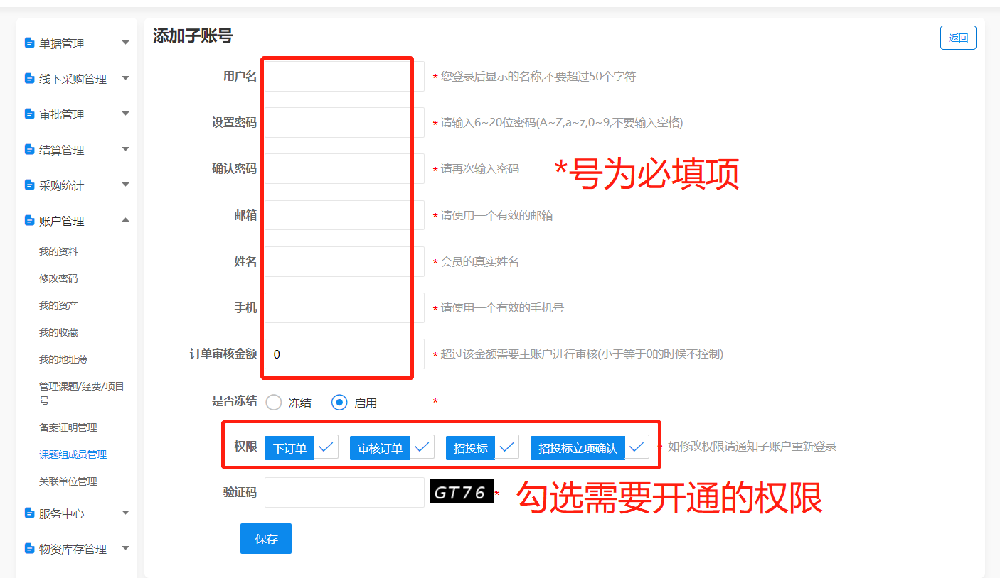 单据管理
线下采购管理
审批管理
结算管理
采购统计
账户管理
我的资料
修改密码
我的资产
我的收藏
我的地址薄
管理课题/经费/项目
号
备案证明管理
课题组成员管理
关联单位管理
服务中心
物资库存管理
添加子账号
返回
用户名 *您登录后显示的名称,不要超过50个字符
设置密码 *请输入6~20位密码(A~Z,a~z,0~9,不要输入空格)
确认密码 *请再次输入密码
*号为必填项
邮箱 *请使用一个有效的邮箱
姓名 *会员的真实姓名
手机 *请使用一个有效的手机号
订单审核金额 0 *超过该金额需要主账户进行审核(小于等于0的时候不控制)
是否冻结 冻结 启用 *
权限 下订单 审核订单 招投标 招投标立项确认 * 如修改权限请通知子账户重新登录
验证码 GT76 *
勾选需要开通的权限
保存